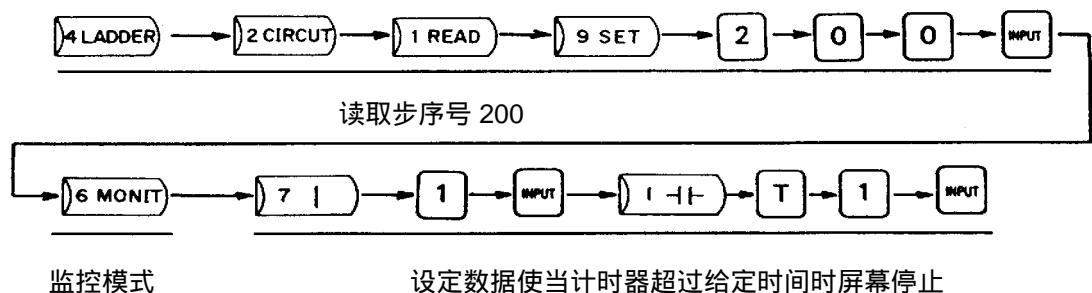 4 LADDER 2 CIRCUT 1 READ 9 SET 2 0 0 INPUT
读取步序号 200
6 MONIT 7 | 1 INPUT 1 ⊣⊢ T 1 INPUT
监控模式 设定数据使当计时器超过给定时间时屏幕停止